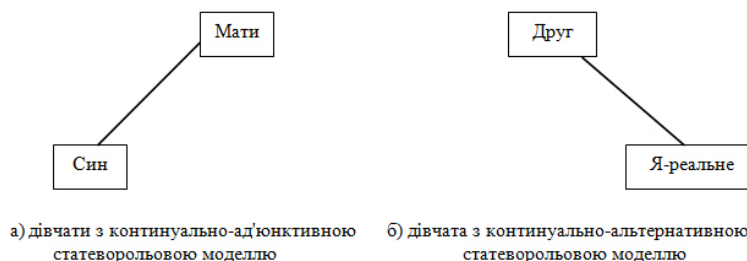 Мати
Друг
Син
Я-реальне
а) дівчати з континуально-ад'юнктивною
статеворольовою моделлю
б) дівчата з континуально-альтернативною
статеворольовою моделлю